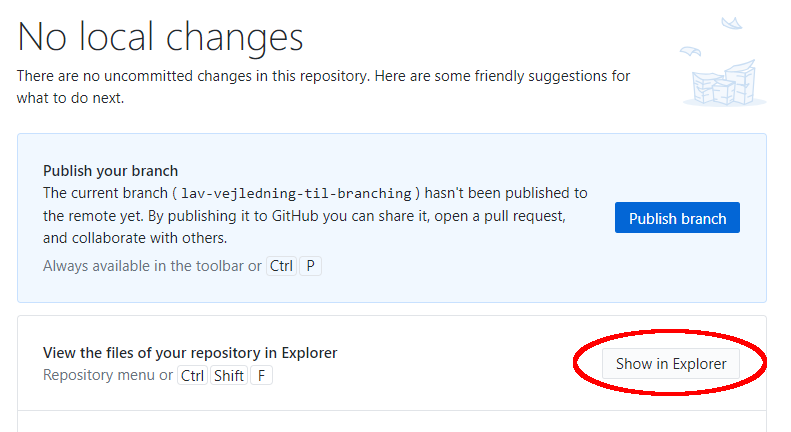 No local changes
There are no uncommitted changes in this repository. Here are some friendly suggestions for
what to do next.
Publish your branch
The current branch ( lav-vejledning-til-branching ) hasn't been published to
the remote yet. By publishing it to GitHub you can share it, open a pull request,
and collaborate with others.
Publish branch
Always available in the toolbar or Ctrl P
View the files of your repository in Explorer
Repository menu or Ctrl Shift F
Show in Explorer